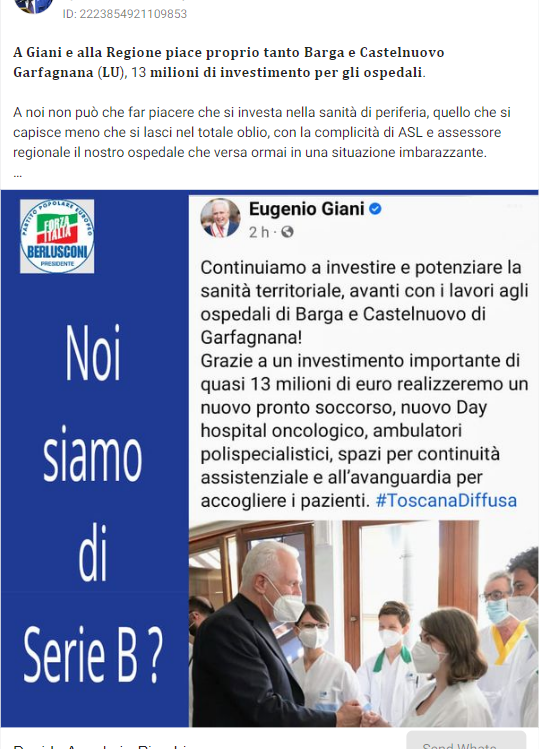 ID: 2223854921109853
A Giani e alla Regione piace proprio tanto Barga e Castelnuovo
Garfagnana (LU), 13 milioni di investimento per gli ospedali.
A noi non può che far piacere che si investa nella sanità di periferia, quello che si
capisce meno che si lasci nel totale oblio, con la complicità di ASL e assessore
regionale il nostro ospedale che versa ormai in una situazione imbarazzante.
...
PARTITO POPOLARE EUROPEO
FORZA
ITALIA
BERLUSCONI
PRESIDENTE
Noi
siamo
di
Serie B ?
Eugenio Giani
2 h ·
Continuiamo a investire e potenziare la
sanità territoriale, avanti con i lavori agli
ospedali di Barga e Castelnuovo di
Garfagnana!
Grazie a un investimento importante di
quasi 13 milioni di euro realizzeremo un
nuovo pronto soccorso, nuovo Day
hospital oncologico, ambulatori
polispecialistici, spazi per continuità
assistenziale e all'avanguardia per
accogliere i pazienti. #ToscanaDiffusa